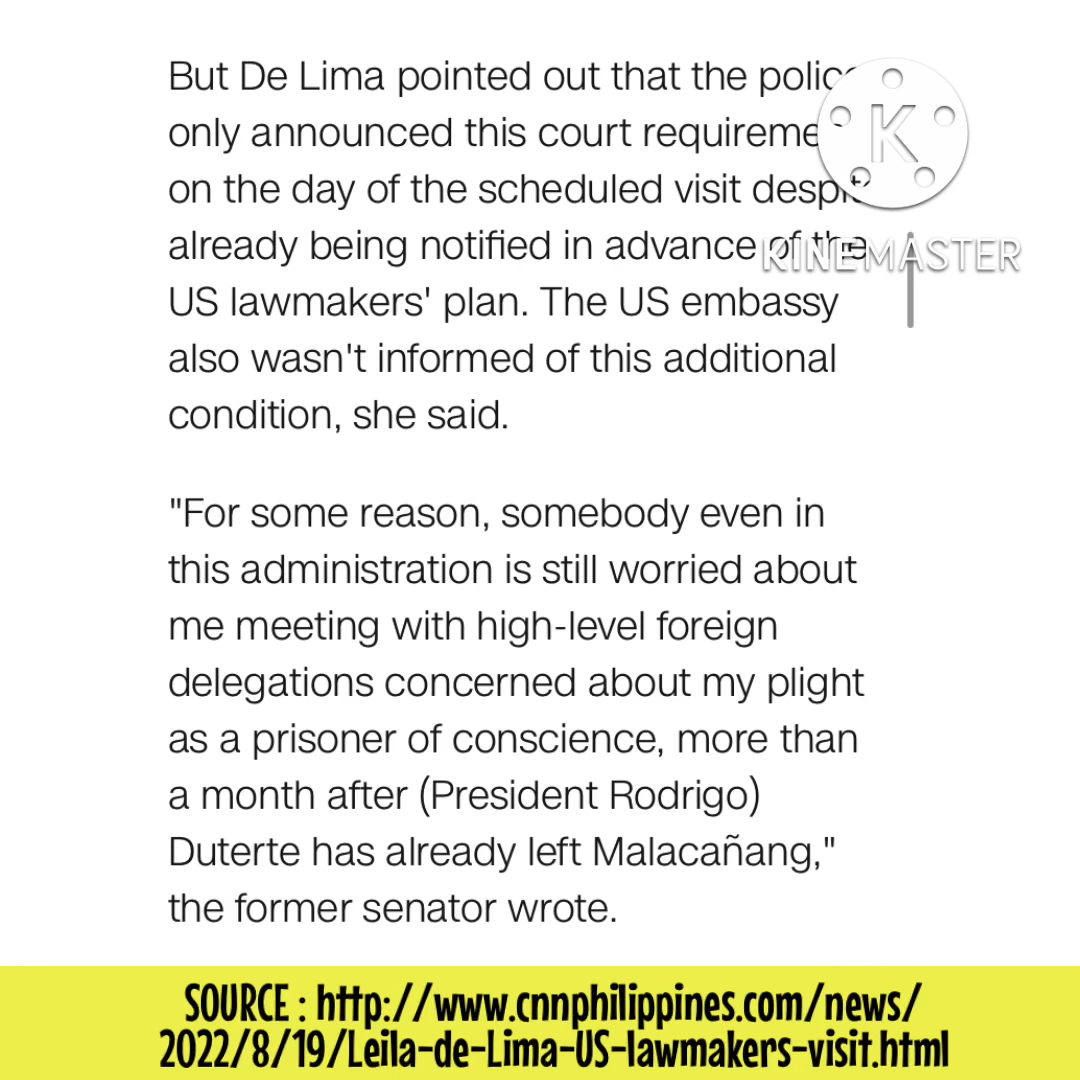 But De Lima pointed out that the police
only announced this court requirement
on the day of the scheduled visit despite
already being notified in advance of the
US lawmakers' plan. The US embassy
also wasn't informed of this additional
condition, she said.
"For some reason, somebody even in
this administration is still worried about
me meeting with high-level foreign
delegations concerned about my plight
as a prisoner of conscience, more than
a month after (President Rodrigo)
Duterte has already left Malacañang,"
the former senator wrote.
K
KINEMASTER
SOURCE : http://www.cnnphilippines.com/news/
2022/8/19/Leila-de-Lima-US-lawmakers-visit.html